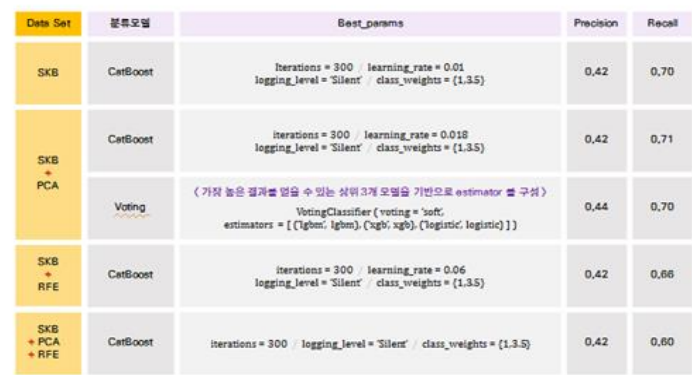 Data Set 분류모델 Best_params Precision Recall
SKB CatBoost
Iterations = 300 / learning_rate = 0.01
logging_level = 'Silent' / class_weights = {1,3.5}
0.42 0.70
SKB
+
PCA
CatBoost
iterations = 300 / learning_rate = 0.018
logging_level = 'Silent' / class_weights = {1,3.5}
0.42 0.71
Voting
< 가장 높은 결과를 얻을 수 있는 상위 3개 모델을 기반으로 estimator 를 구성 >
VotingClassifier ( voting = 'soft',
estimators = [ ('lgbm', lgbm), ('xgb', xgb), ('logistic', logistic) ] )
0.44 0.70
SKB
+
RFE
CatBoost
iterations = 300 / learning_rate = 0.06
logging_level = 'Silent' / class_weights = {1,3.5}
0.42 0.66
SKB
+ PCA
+ RFE
CatBoost
iterations = 300 / logging_level = 'Silent' / class_weights = {1,3.5}
0.42 0.60